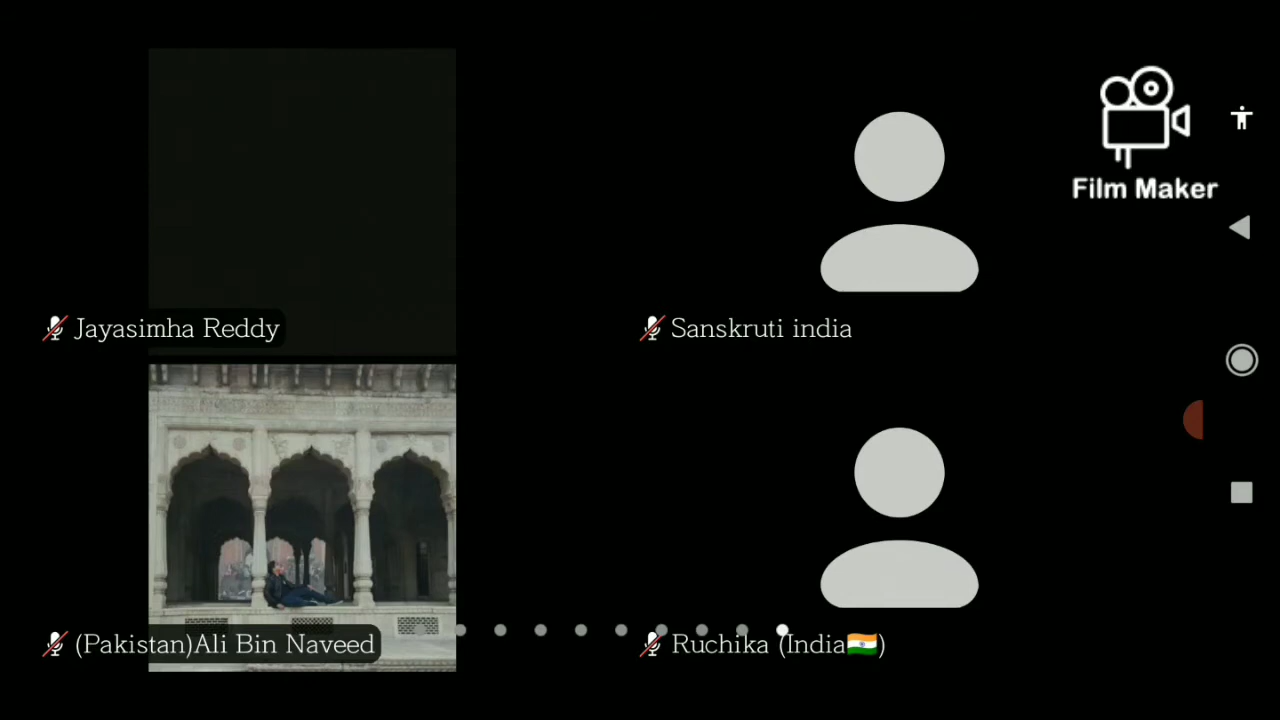 Film Maker
Jayasimha Reddy
Sanskruti india
(Pakistan)Ali Bin Naveed
Ruchika (India🇮🇳)